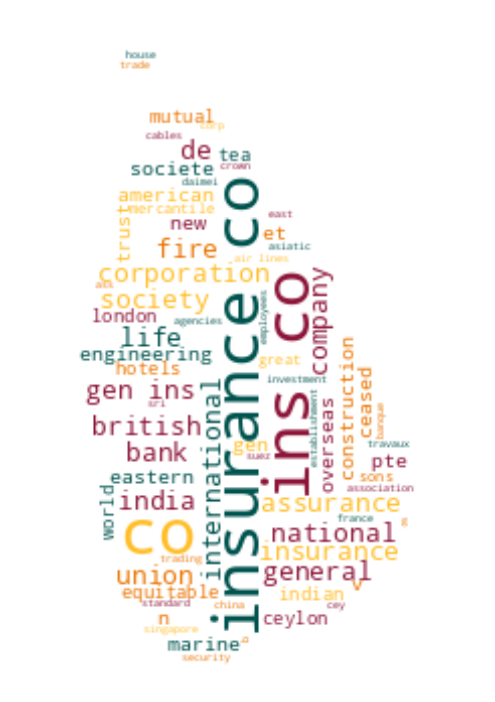 house
trade
mutual
corp
cables
de
tea
societe
crown
daimei
american
mercantile
east
new
trust
et
fire
asiatic
air lines
corporation
society
insurance co
ins co
company
london
agencies
employees
life
engineering
great
hotels
investment
construction
ceased
gen ins
sri
international
establishment
overseas
banque
british
gen
travaux
bank
suez
pte
eastern
sons
association
world
india
assurance
co
france
national
insurance
trading
union
general
equitable
v
indian
standard
china
cey
n
ceylon
singapore
marine
security